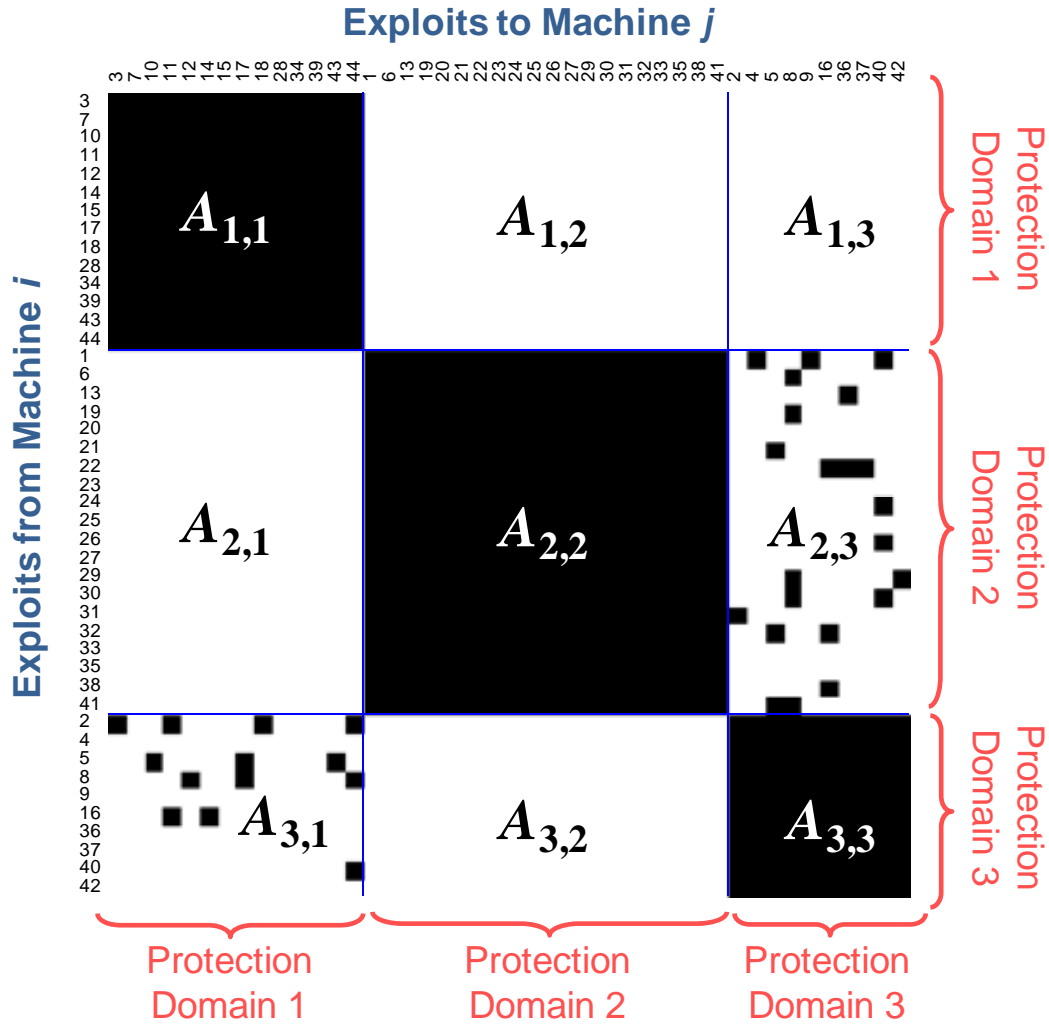 Exploits to Machine j
3 7 10 11 12 14 15 17 18 28 34 39 43 44 1 6 13 19 20 21 22 23 24 25 26 27 29 30 31 32 33 35 38 41 2 4 5 8 9 16 36 37 40 42
Exploits from Machine i
3
7
10
11
12
14
15
17
18
28
34
39
43
44
1
6
13
19
20
21
22
23
24
25
26
27
29
30
31
32
33
35
38
41
2
4
5
8
9
16
36
37
40
42
A1,1
A1,2
A1,3
A2,1
A2,2
A2,3
A3,1
A3,2
A3,3
Protection
Domain 1
Protection
Domain 2
Protection
Domain 3
Protection
Domain 1
Protection
Domain 2
Protection
Domain 3